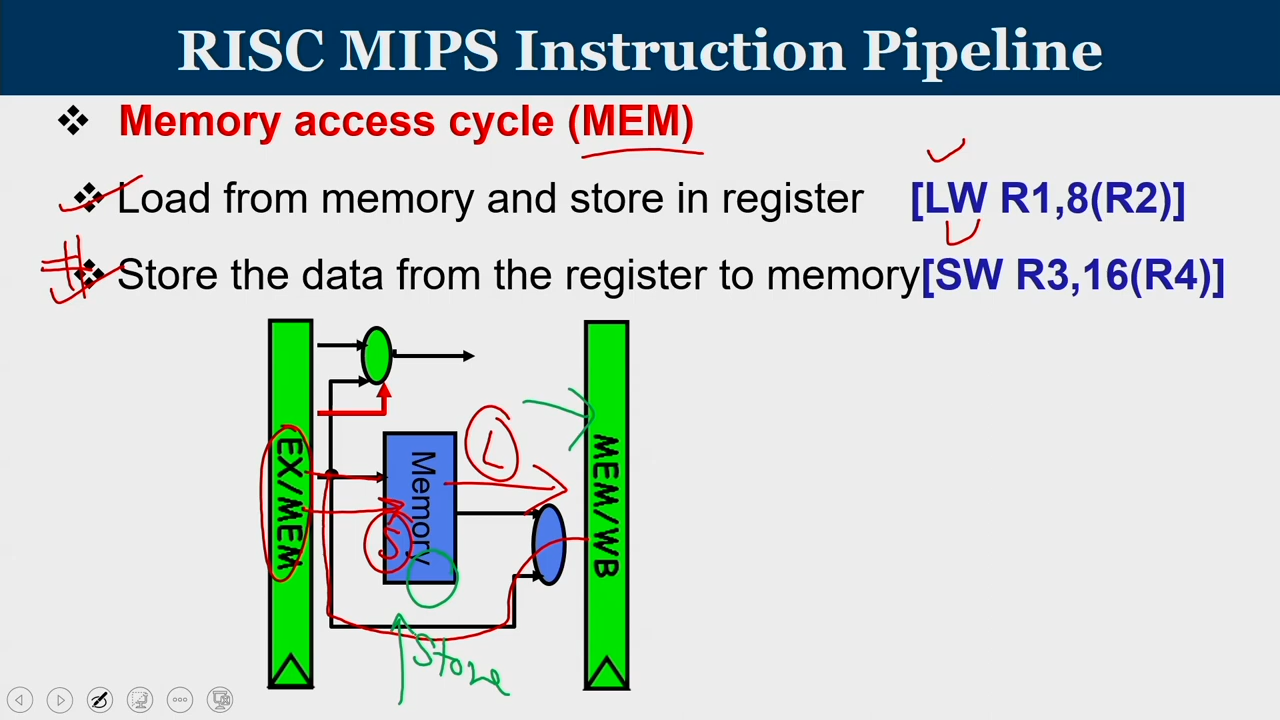 RISC MIPS Instruction Pipeline
❖ Memory access cycle (MEM)
❖ Load from memory and store in register [LW R1,8(R2)]
❖ Store the data from the register to memory[SW R3,16(R4)]
EX/MEM
Memory
MEM/WB
L
S
Store